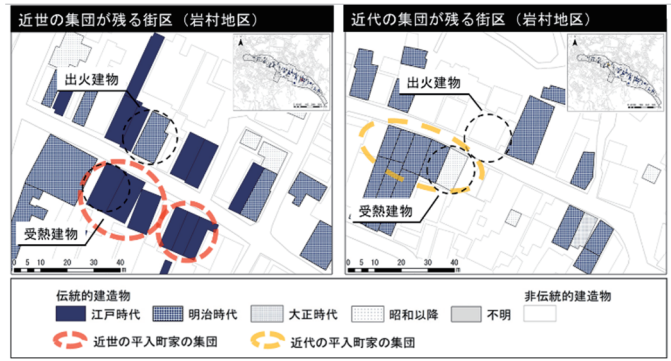 近世の集団が残る街区（岩村地区）
出火建物
受熱建物
0 5 10 20 30 40
m
近代の集団が残る街区（岩村地区）
出火建物
受熱建物
0 5 10 20 30 40
m
伝統的建造物
非伝統的建造物
江戸時代
明治時代
大正時代
昭和以降
不明
近世の平入町家の集団
近代の平入町家の集団